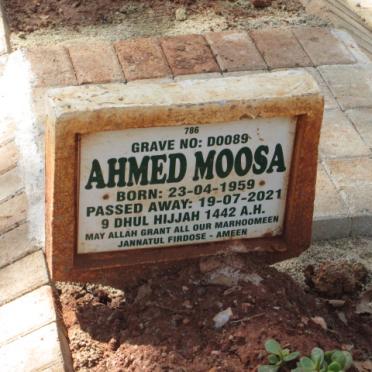 786
GRAVE NO: D0089
AHMED MOOSA
BORN: 23-04-1959
PASSED AWAY: 19-07-2021
9 DHUL HIJJAH 1442 A.H.
MAY ALLAH GRANT ALL OUR MARHOOMEEN
JANNATUL FIRDOSE - AMEEN